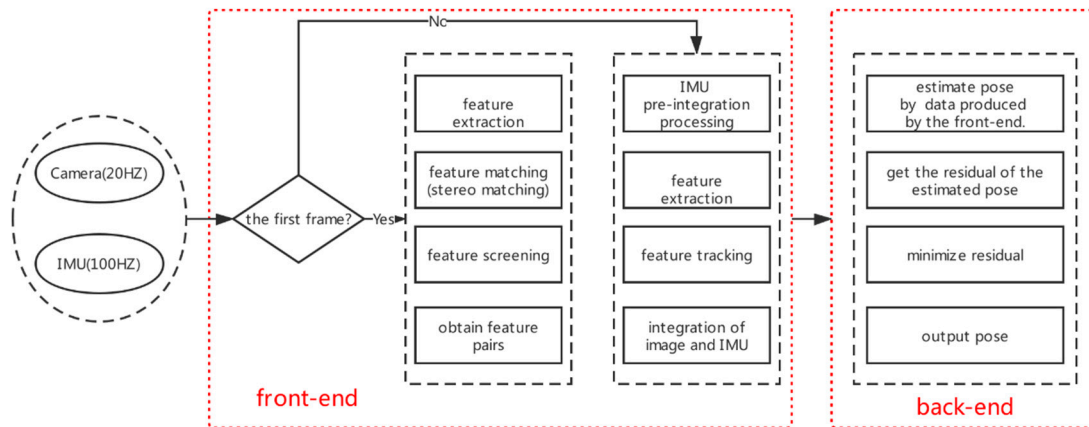 Nc
Camera(20HZ)
IMU(100HZ)
the first frame?
Yes
feature
extraction
feature matching
(stereo matching)
feature screening
obtain feature
pairs
IMU
pre-integration
processing
feature
extraction
feature tracking
integration of
image and IMU
front-end
estimate pose
by data produced
by the front-end.
get the residual of the
estimated pose
minimize residual
output pose
back-end